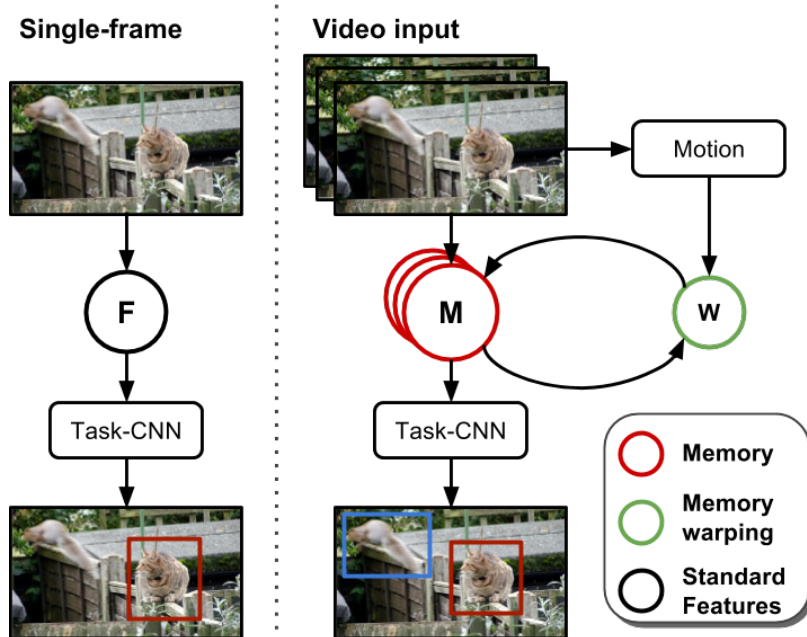 Single-frame
Video input
Motion
F
M
W
Task-CNN
Task-CNN
Memory
Memory
warping
Standard
Features